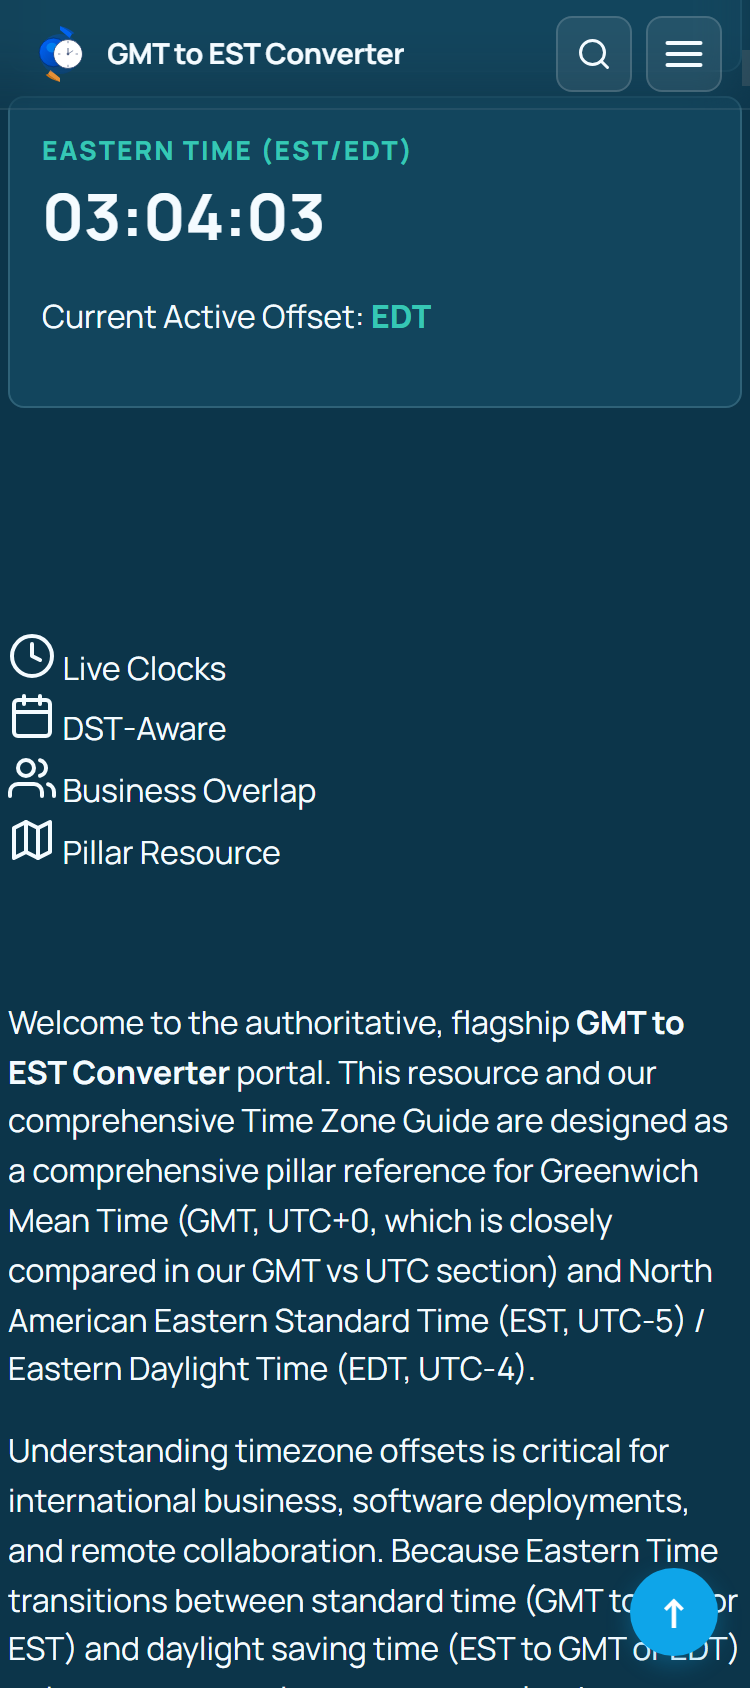 GMT to EST Converter
EASTERN TIME (EST/EDT)
03:04:03
Current Active Offset: EDT
Live Clocks
DST-Aware
Business Overlap
Pillar Resource
Welcome to the authoritative, flagship GMT to
EST Converter portal. This resource and our
comprehensive Time Zone Guide are designed as
a comprehensive pillar reference for Greenwich
Mean Time (GMT, UTC+0, which is closely
compared in our GMT vs UTC section) and North
American Eastern Standard Time (EST, UTC-5) /
Eastern Daylight Time (EDT, UTC-4).
Understanding timezone offsets is critical for
international business, software deployments,
and remote collaboration. Because Eastern Time
transitions between standard time (GMT to
EST) and daylight saving time (EST to GMT or EDT)